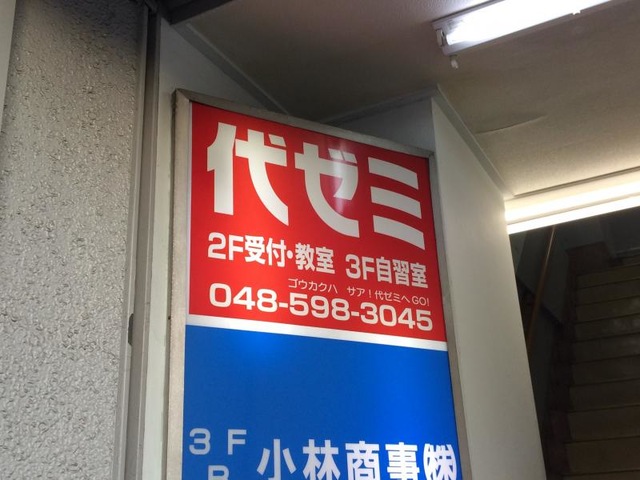 代ゼミ
2F受付・教室 3F自習室
ゴウカクハ サア!代ゼミへGO!
048-598-3045
3F 小林商事㈱